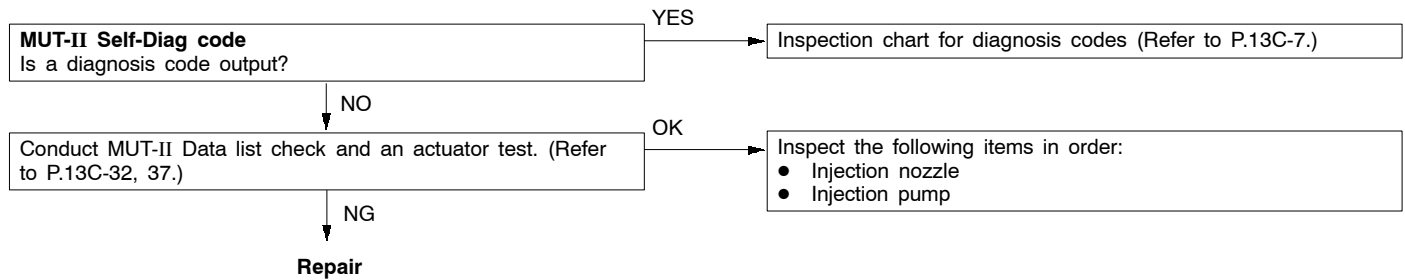 YES
MUT-II Self-Diag code
Is a diagnosis code output?
Inspection chart for diagnosis codes (Refer to P.13C-7.)
NO
OK
Conduct MUT-II Data list check and an actuator test. (Refer
to P.13C-32, 37.)
Inspect the following items in order:
● Injection nozzle
● Injection pump
NG
Repair